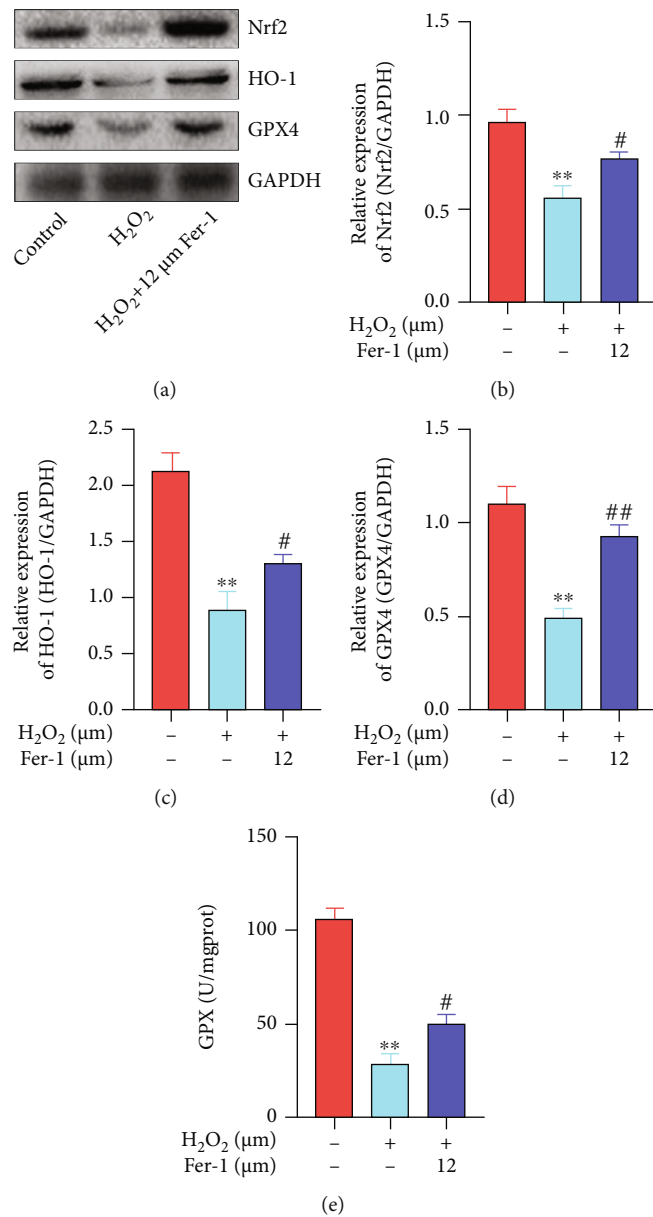 Nrf2
HO-1
GPX4
GAPDH
Control
H₂O₂
H₂O₂+12 μm Fer-1
(a)
Relative expression
of Nrf2 (Nrf2/GAPDH)
1.5
1.0
0.5
0.0
**
#
H₂O₂ (μm) – + +
Fer-1 (μm) – – 12
(b)
Relative expression
of HO-1 (HO-1/GAPDH)
2.5
2.0
1.5
1.0
0.5
0.0
**
#
H₂O₂ (μm) – + +
Fer-1 (μm) – – 12
(c)
Relative expression
of GPX4 (GPX4/GAPDH)
1.5
1.0
0.5
0.0
**
##
H₂O₂ (μm) – + +
Fer-1 (μm) – – 12
(d)
GPX (U/mgprot)
150
100
50
0
**
#
H₂O₂ (μm) – + +
Fer-1 (μm) – – 12
(e)